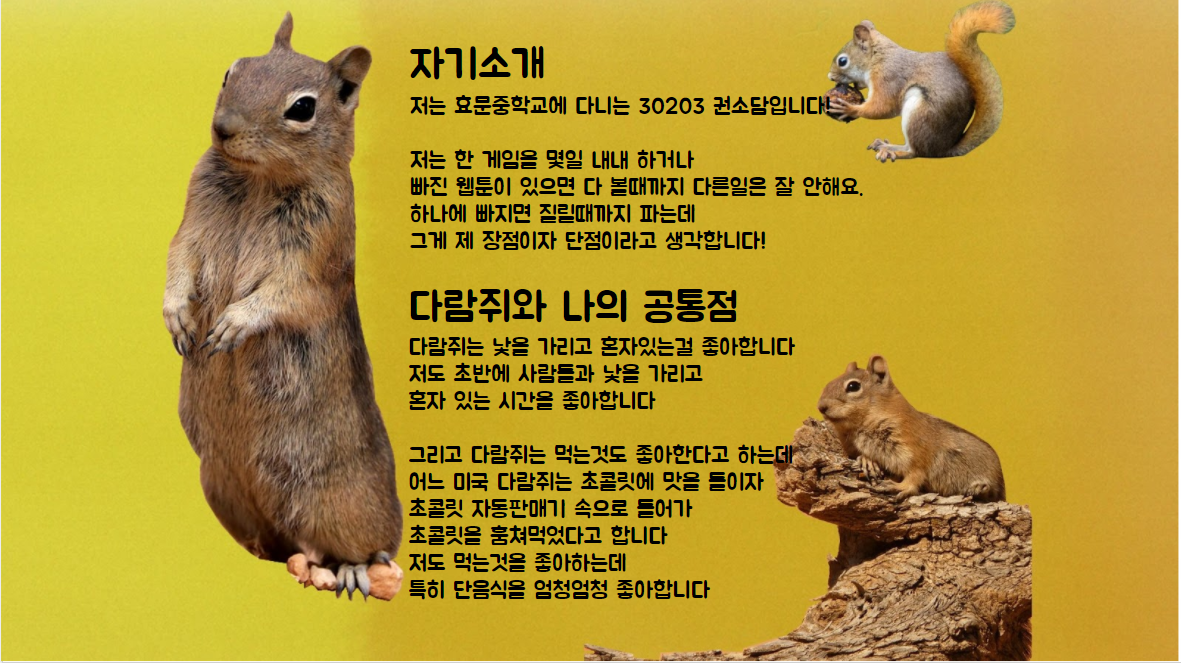 자기소개
저는 효문중학교에 다니는 30203 권소담입니다!
저는 한 게임을 몇일 내내 하거나
빠진 웹툰이 있으면 다 볼때까지 다른일은 잘 안해요.
하나에 빠지면 질릴때까지 파는데
그게 제 장점이자 단점이라고 생각합니다!
다람쥐와 나의 공통점
다람쥐는 낯을 가리고 혼자있는걸 좋아합니다
저도 초반에 사람들과 낯을 가리고
혼자 있는 시간을 좋아합니다
그리고 다람쥐는 먹는것도 좋아한다고 하는데
어느 미국 다람쥐는 초콜릿에 맛을 들이자
초콜릿 자동판매기 속으로 들어가
초콜릿을 훔쳐먹었다고 합니다
저도 먹는것을 좋아하는데
특히 단음식을 엄청엄청 좋아합니다